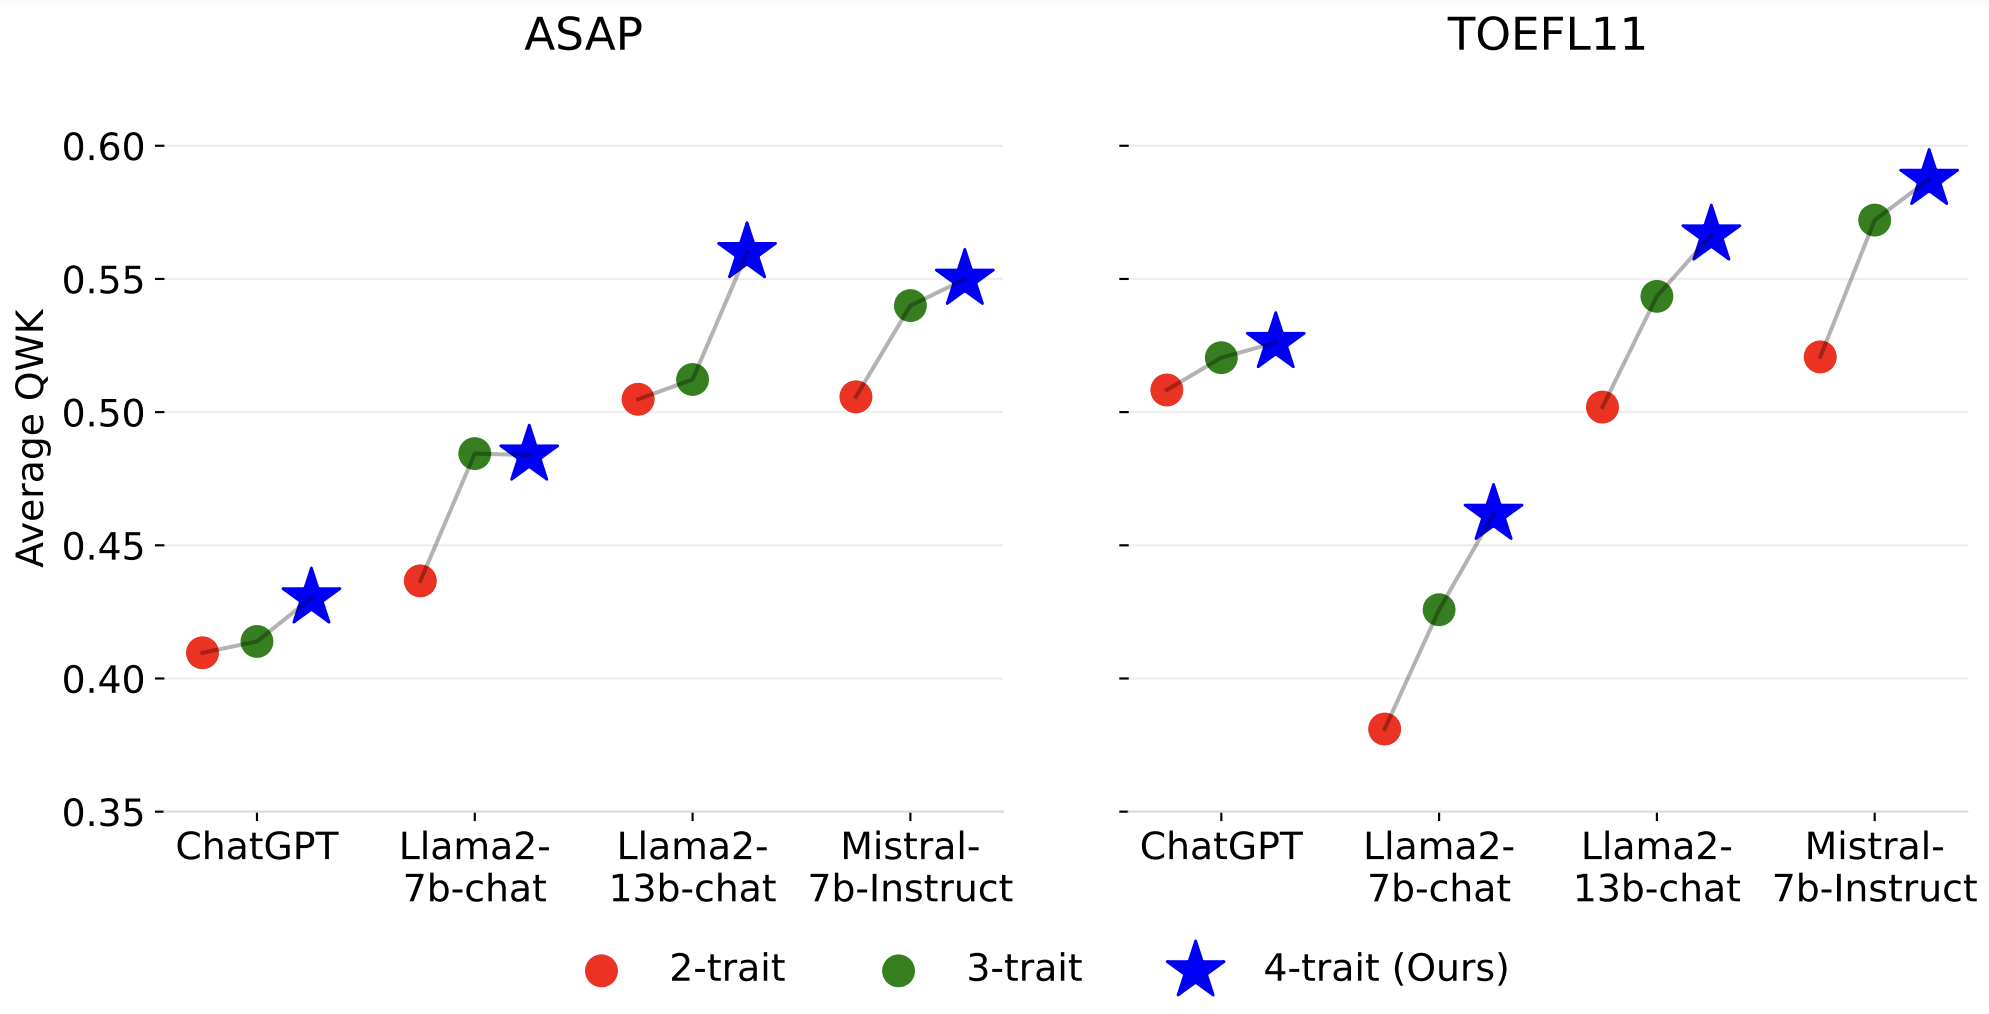 ASAP
TOEFL11
Average QWK
0.60
0.55
0.50
0.45
0.40
0.35
ChatGPT
Llama2-
7b-chat
Llama2-
13b-chat
Mistral-
7b-Instruct
ChatGPT
Llama2-
7b-chat
Llama2-
13b-chat
Mistral-
7b-Instruct
2-trait
3-trait
4-trait (Ours)